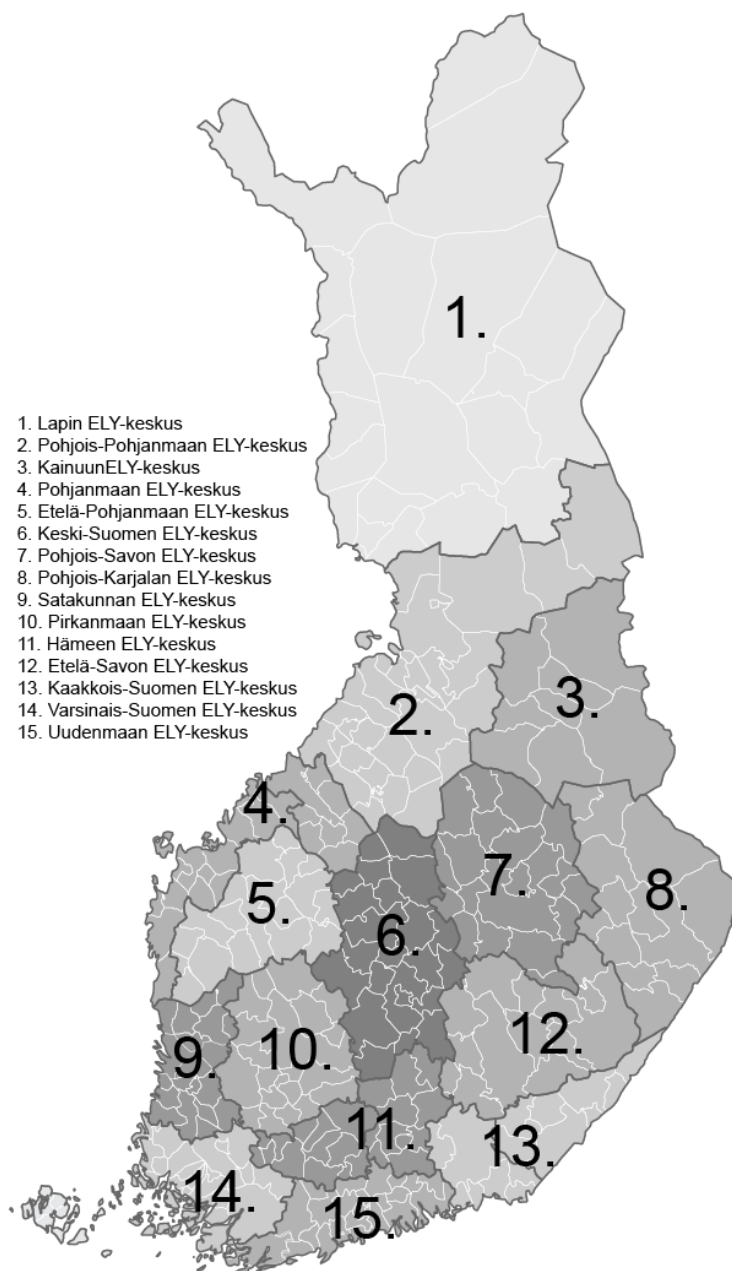 1.
1. Lapin ELY-keskus
2. Pohjois-Pohjanmaan ELY-keskus
3. KainuunELY-keskus
4. Pohjanmaan ELY-keskus
5. Etelä-Pohjanmaan ELY-keskus
6. Keski-Suomen ELY-keskus
7. Pohjois-Savon ELY-keskus
8. Pohjois-Karjalan ELY-keskus
9. Satakunnan ELY-keskus
10. Pirkanmaan ELY-keskus
11. Hämeen ELY-keskus
12. Etelä-Savon ELY-keskus
13. Kaakkois-Suomen ELY-keskus
14. Varsinais-Suomen ELY-keskus
15. Uudenmaan ELY-keskus
2.
3.
4.
5.
6.
7.
8.
9.
10.
11.
12.
13.
14.
15.